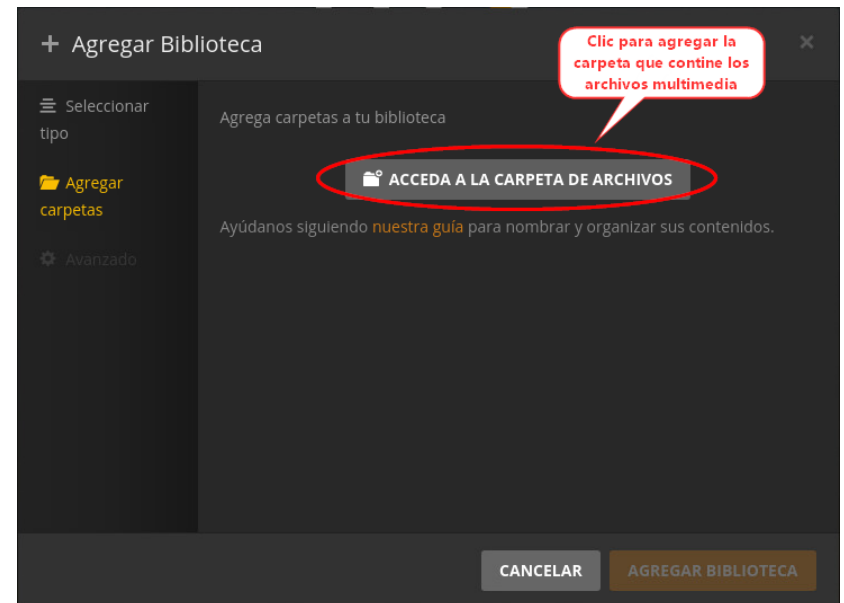 + Agregar Biblioteca
Clic para agregar la
carpeta que contine los
archivos multimedia
×
Seleccionar
tipo
Agregar
carpetas
Avanzado
Agrega carpetas a tu biblioteca
ACCEDA A LA CARPETA DE ARCHIVOS
Ayúdanos siguiendo nuestra guía para nombrar y organizar sus contenidos.
CANCELAR
AGREGAR BIBLIOTECA